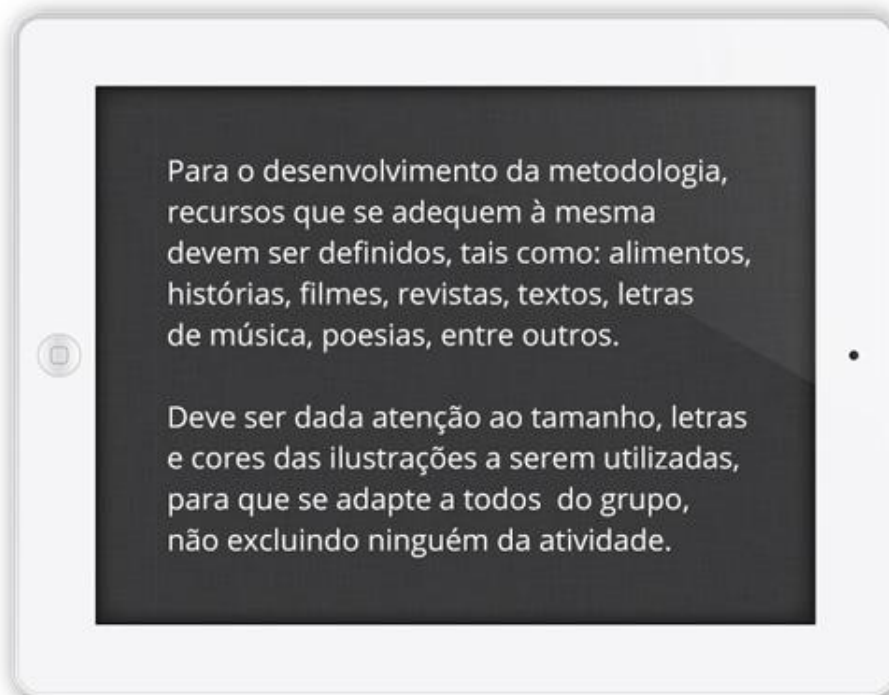 Para o desenvolvimento da metodologia,
recursos que se adequem à mesma
devem ser definidos, tais como: alimentos,
histórias, filmes, revistas, textos, letras
de música, poesias, entre outros.
Deve ser dada atenção ao tamanho, letras
e cores das ilustrações a serem utilizadas,
para que se adapte a todos  do grupo,
não excluindo ninguém da atividade.